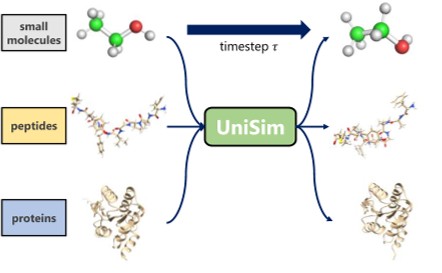 small
molecules
timestep τ
peptides
UniSim
proteins